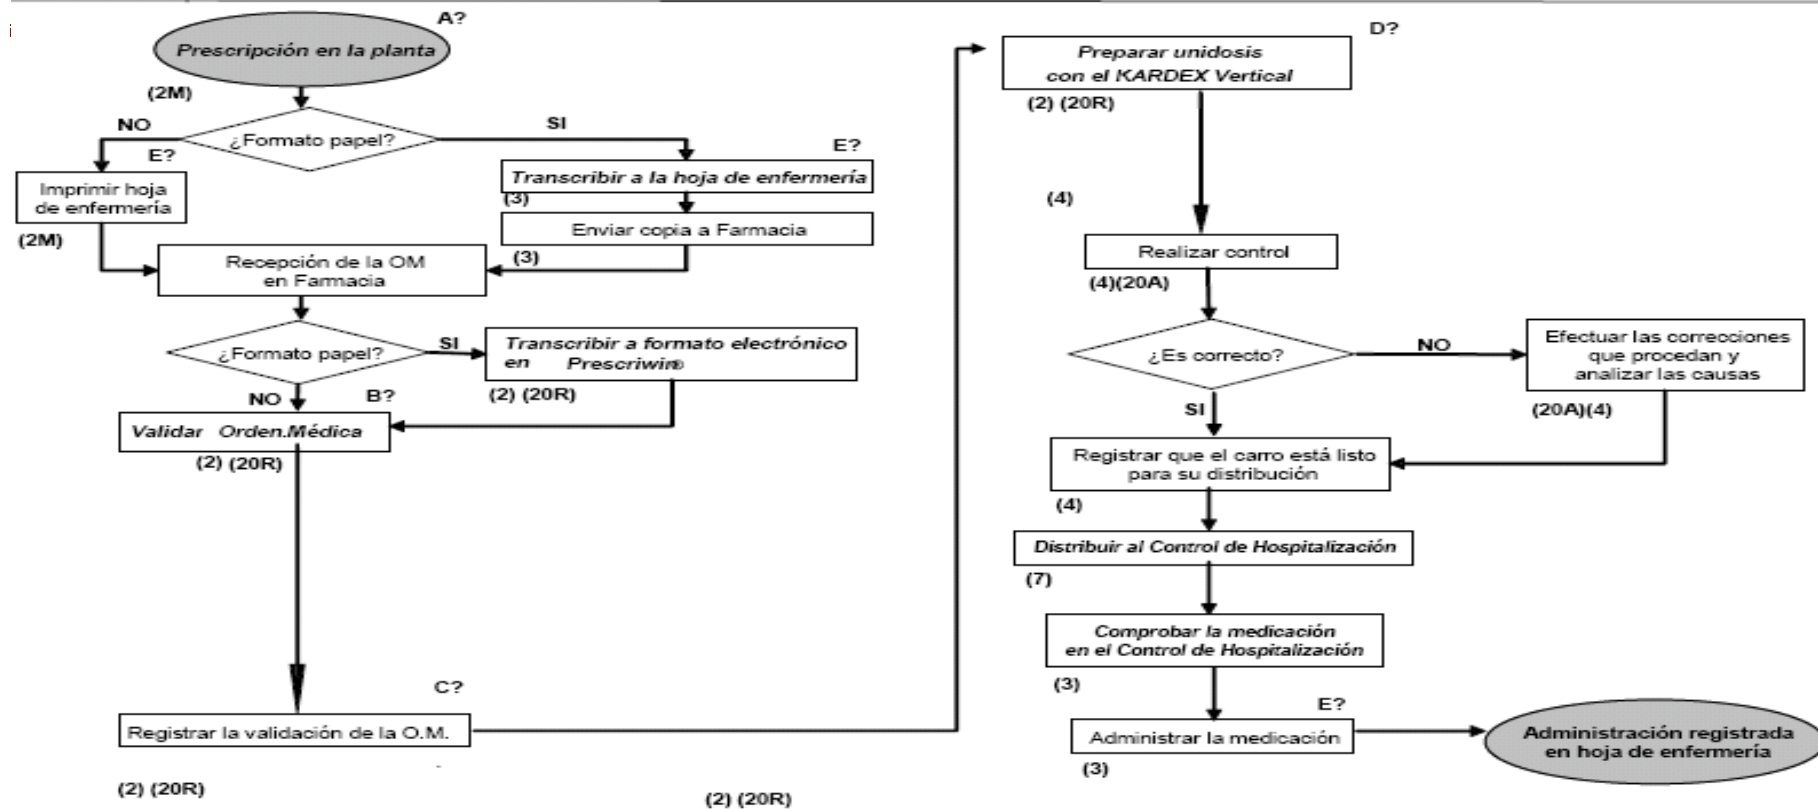 A?
Prescripción en la planta
(2M)
¿Formato papel?
NO
SI
E?
Imprimir hoja
de enfermería
(2M)
E?
Transcribir a la hoja de enfermería
(3)
Enviar copia a Farmacia
(3)
Recepción de la OM
en Farmacia
¿Formato papel?
SI
Transcribir a formato electrónico
en Prescriwin®
(2) (20R)
NO
B?
Validar Orden.Médica
(2) (20R)
C?
Registrar la validación de la O.M.
(2) (20R)
(2) (20R)
D?
Preparar unidosis
con el KARDEX Vertical
(2) (20R)
(4)
Realizar control
(4)(20A)
¿Es correcto?
NO
Efectuar las correcciones
que procedan y
analizar las causas
(20A)(4)
SI
Registrar que el carro está listo
para su distribución
(4)
Distribuir al Control de Hospitalización
(7)
Comprobar la medicación
en el Control de Hospitalización
(3)
E?
Administrar la medicación
(3)
Administración registrada
en hoja de enfermería